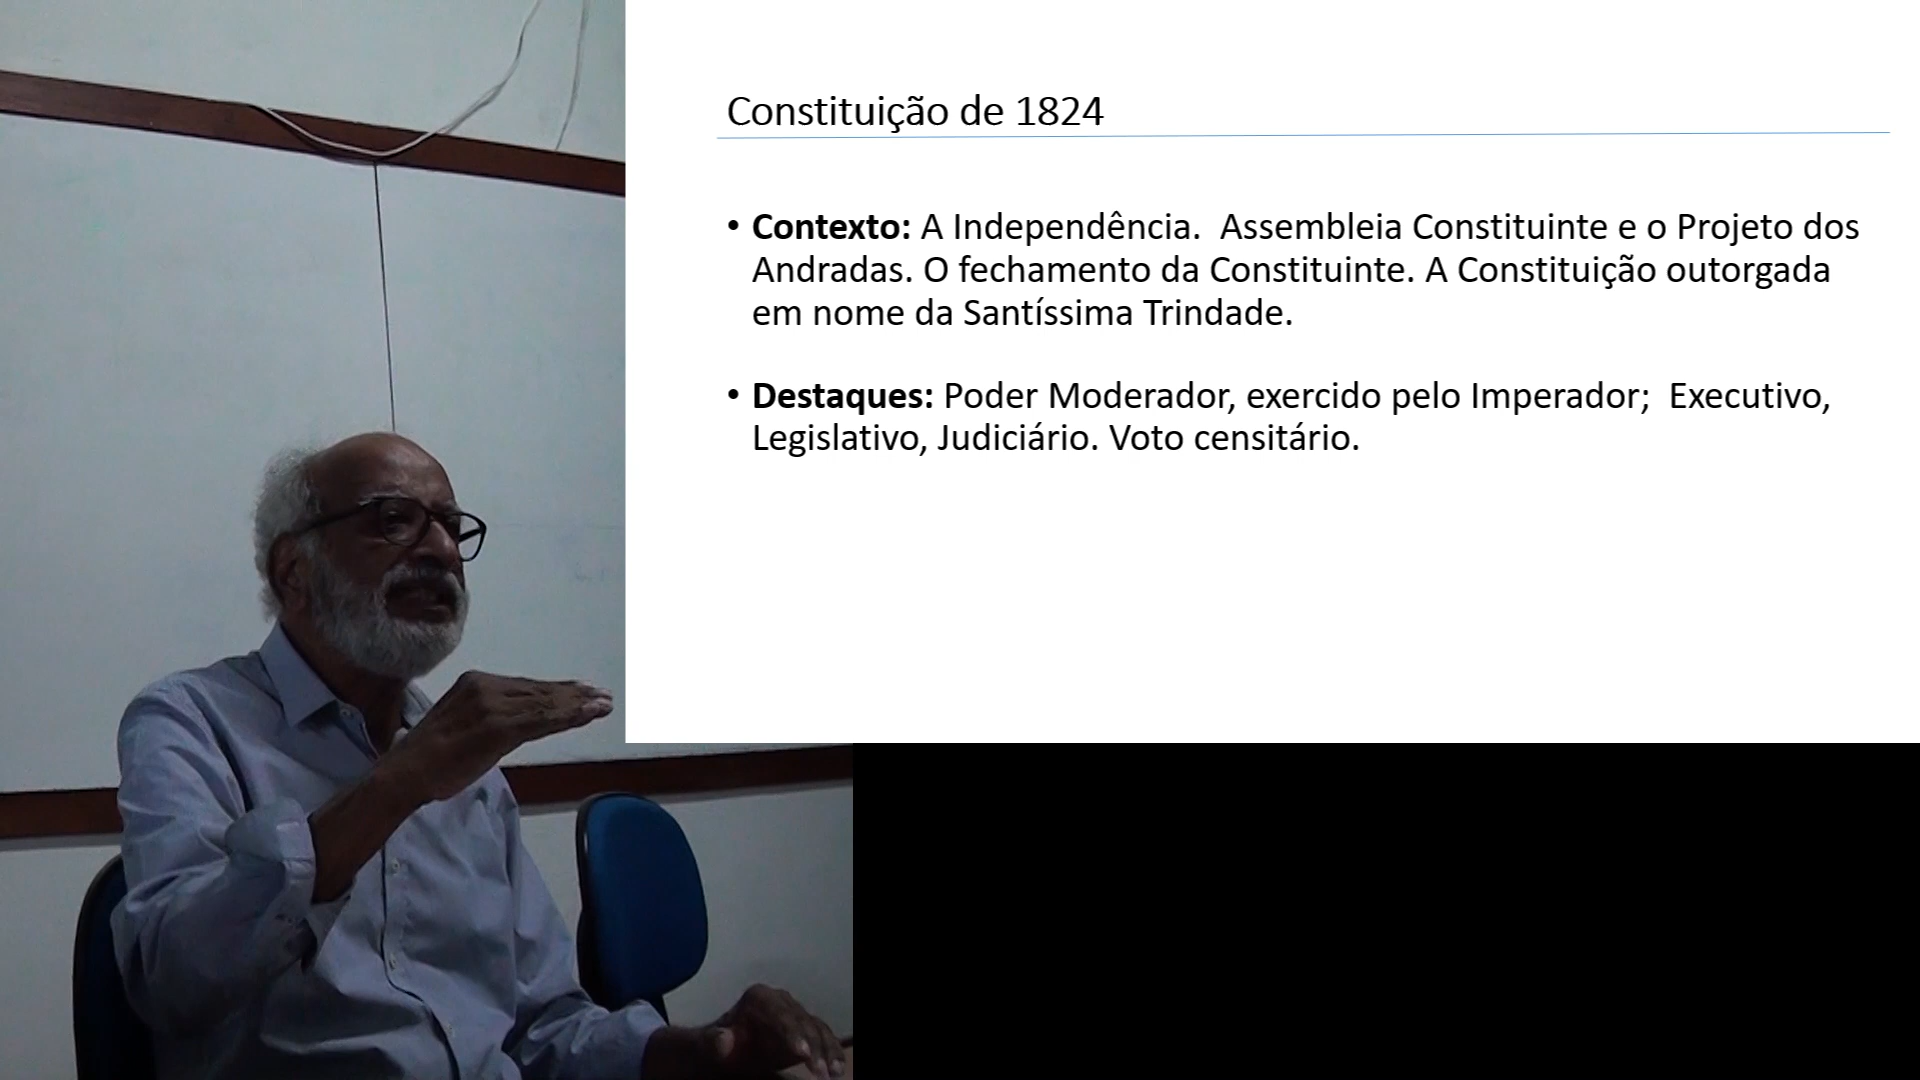 Constituição de 1824
• Contexto: A Independência.  Assembleia Constituinte e o Projeto dos
Andradas. O fechamento da Constituinte. A Constituição outorgada
em nome da Santíssima Trindade.
• Destaques: Poder Moderador, exercido pelo Imperador;  Executivo,
Legislativo, Judiciário. Voto censitário.